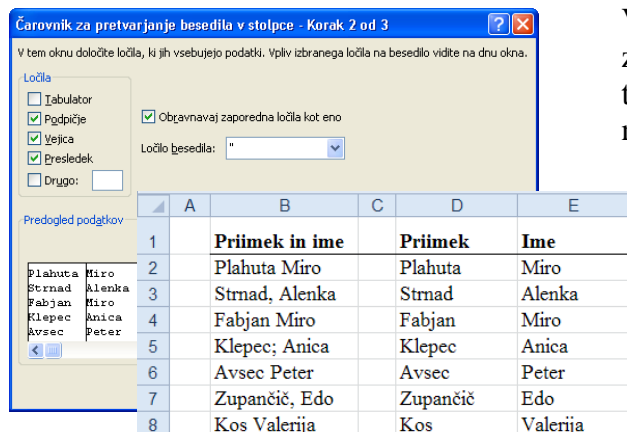 Čarovnik za pretvarjanje besedila v stolpce - Korak 2 od 3
V tem oknu določite ločila, ki jih vsebujejo podatki. Vpliv izbranega ločila na besedilo vidite na dnu okna.
Ločila
Tabulator
Podpičje
Vejica
Presledek
Drugo:
Obravnavaj zaporedna ločila kot eno
Ločilo besedila: "
Predogled podatkov
Plahuta Miro
Strnad Alenka
Fabjan Miro
Klepec Anica
Avsec Peter
A B C D E
1 Priimek in ime Priimek Ime
2 Plahuta Miro Plahuta Miro
3 Strnad, Alenka Strnad Alenka
4 Fabjan Miro Fabjan Miro
5 Klepec; Anica Klepec Anica
6 Avsec Peter Avsec Peter
7 Zupančič, Edo Zupančič Edo
8 Kos Valerija Kos Valerija